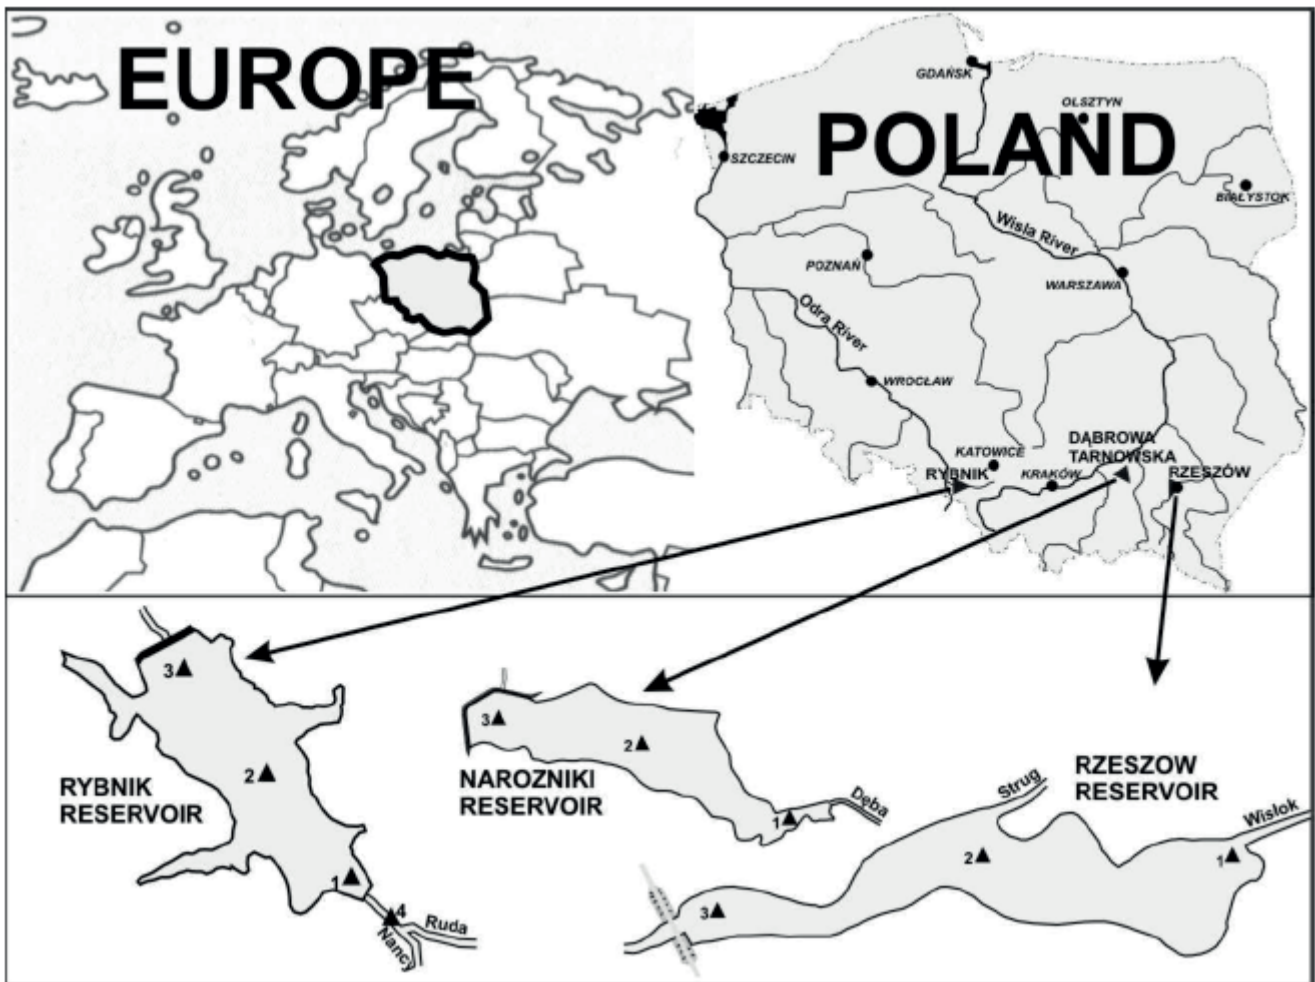 EUROPE
POLAND
GDAŃSK
OLSZTYN
SZCZECIN
BIAŁYSTOK
Wisla River
POZNAŃ
WARSZAWA
Odra River
WROCŁAW
DĄBROWA
TARNOWSKA
KATOWICE
RYBNIK
KRAKÓW
RZESZÓW
3
2
1
4
RYBNIK
RESERVOIR
Ruda
Nancy
3
2
1
NAROZNIKI
RESERVOIR
Dęba
Strug
RZESZOW
RESERVOIR
Wislok
1
2
3